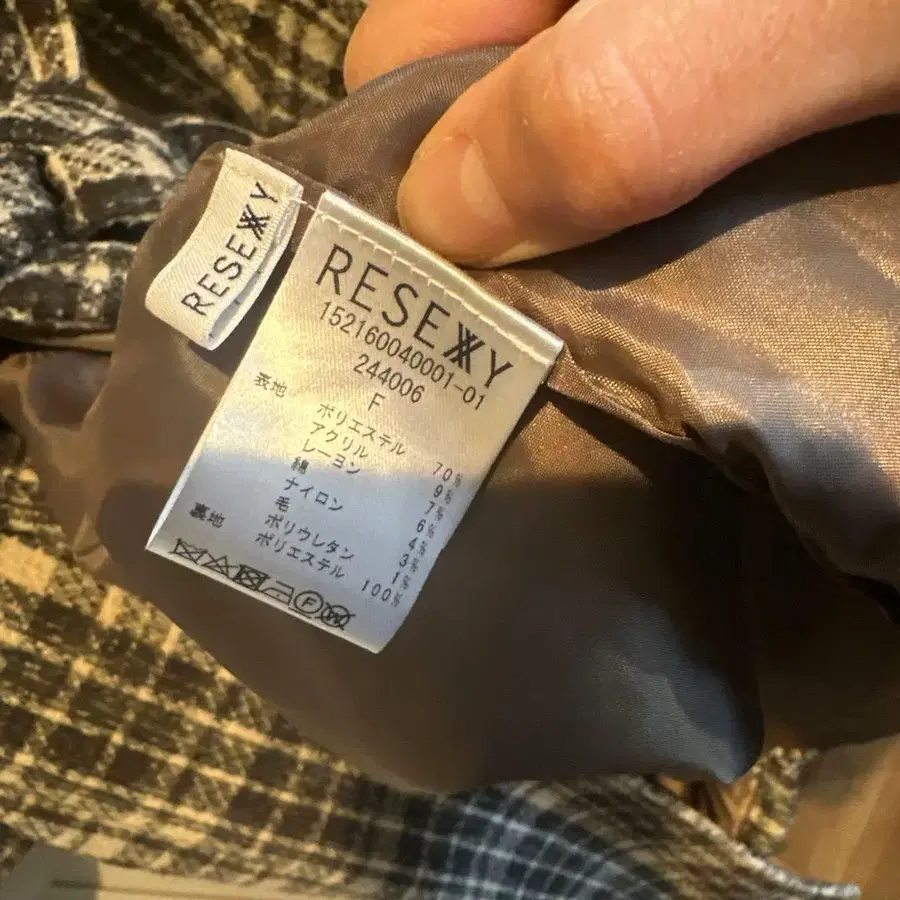 RESEXXY
RESEXXY
152160040001-01
244006
F
表地 ポリエステル 70%
アクリル 9%
レーヨン 7%
綿 6%
ナイロン 4%
毛 3%
ポリウレタン 1%
裏地 ポリエステル 100%
F
W